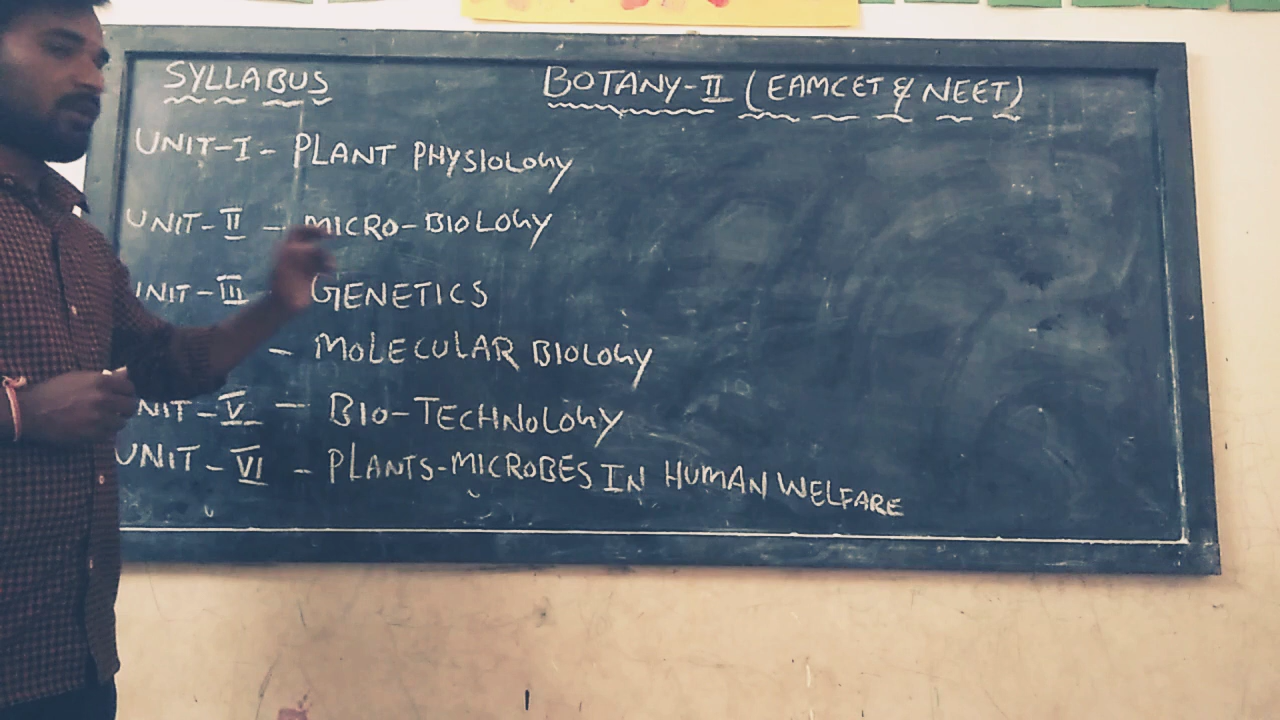 SYLLABUS BOTANY-II (EAMCET & NEET)
UNIT-I - PLANT PHYSIOLOGY
UNIT-II - MICRO-BIOLOGY
UNIT-III GENETICS
- MOLECULAR BIOLOGY
UNIT-V - BIO-TECHNOLOGY
UNIT-VI - PLANTS-MICROBES IN HUMAN WELFARE